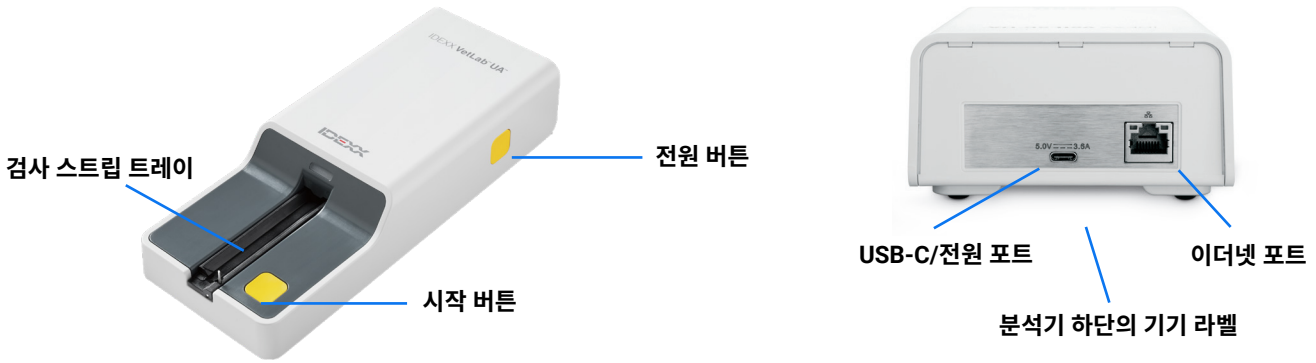 IDEXX VetLab UA™
IDEXX
검사 스트립 트레이
전원 버튼
시작 버튼
5.0V 3.6A
USB-C/전원 포트
이더넷 포트
분석기 하단의 기기 라벨